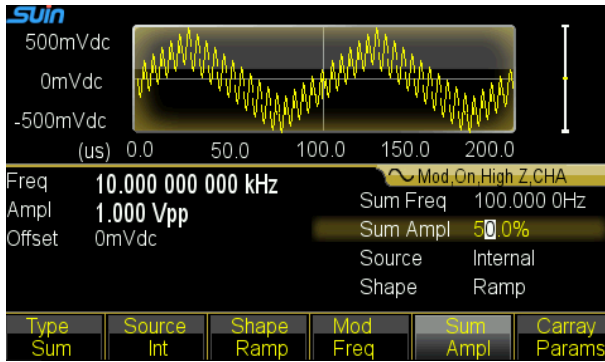 Suin
500mVdc
0mVdc
-500mVdc
(us) 0.0 50.0 100.0 150.0 200.0
Mod,On,High Z,CHA
Freq 10.000 000 000 kHz
Sum Freq 100.000 0Hz
Ampl 1.000 Vpp
Sum Ampl 50.0%
Offset 0mVdc
Source Internal
Shape Ramp
Type Source Shape Mod Sum Carray
Sum Int Ramp Freq Ampl Params